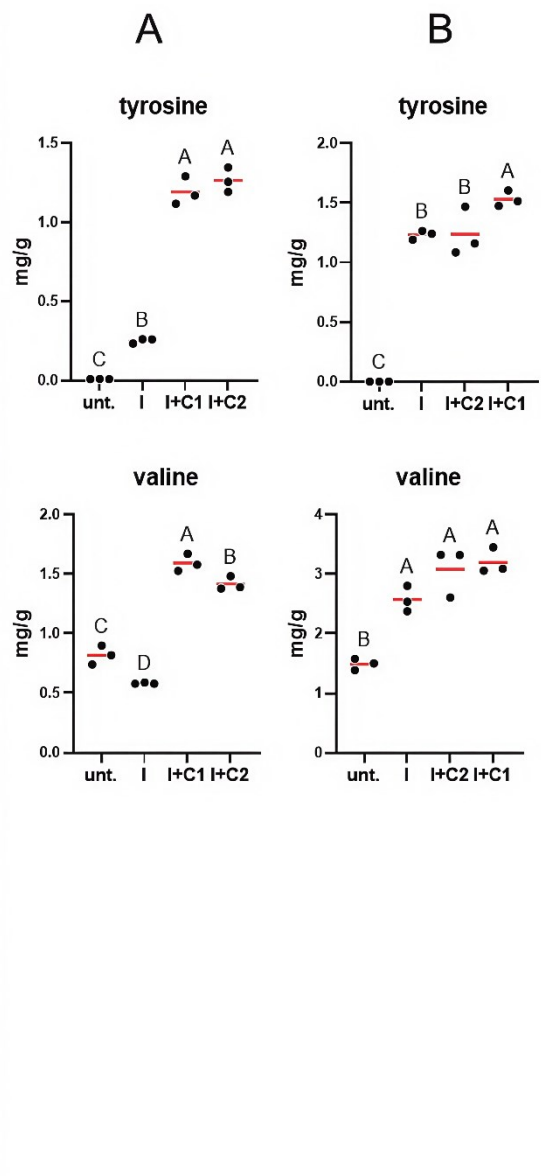 A B
tyrosine
mg/g
1.5
1.0
0.5
0.0
C B A A
unt. I I+C1 I+C2
tyrosine
mg/g
2.0
1.5
1.0
0.5
0.0
C B B A
unt. I I+C2 I+C1
valine
mg/g
2.0
1.5
1.0
0.5
0.0
C D A B
unt. I I+C1 I+C2
valine
mg/g
4
3
2
1
0
B A A A
unt. I I+C2 I+C1